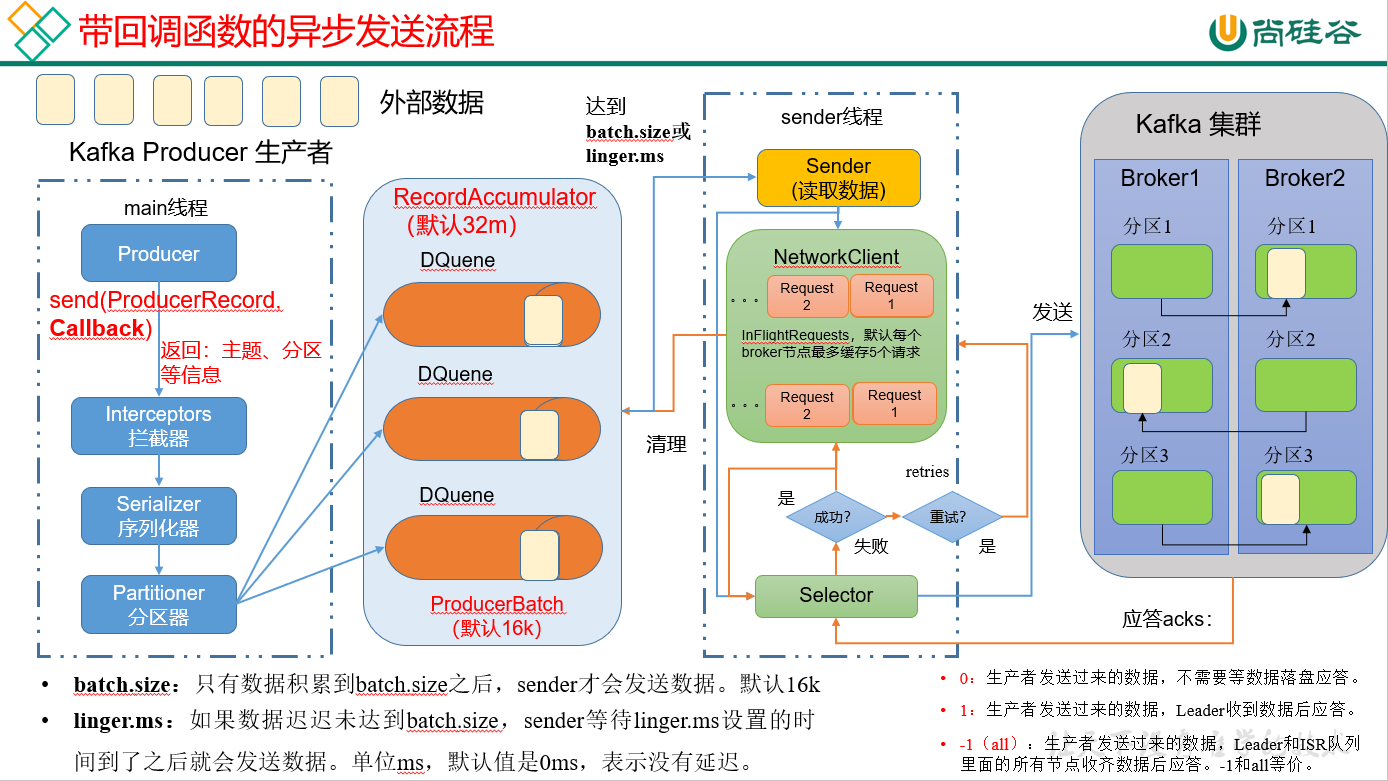 带回调函数的异步发送流程
尚硅谷
外部数据
Kafka Producer 生产者
main线程
Producer
send(ProducerRecord,
Callback)
返回：主题、分区
等信息
Interceptors
拦截器
Serializer
序列化器
Partitioner
分区器
RecordAccumulator
（默认32m）
DQuene
DQuene
DQuene
ProducerBatch
（默认16k）
达到
batch.size或
linger.ms
清理
sender线程
Sender
(读取数据)
NetworkClient
。。。
Request
2
Request
1
InFlightRequests，默认每个
broker节点最多缓存5个请求
。。。
Request
2
Request
1
retries
是
成功？
失败
重试？
是
Selector
发送
Kafka 集群
Broker1
分区1
分区2
分区3
Broker2
分区1
分区2
分区3
应答acks：
• batch.size：只有数据积累到batch.size之后，sender才会发送数据。默认16k
• linger.ms：如果数据迟迟未达到batch.size，sender等待linger.ms设置的时
间到了之后就会发送数据。单位ms，默认值是0ms，表示没有延迟。
• 0：生产者发送过来的数据，不需要等数据落盘应答。
• 1：生产者发送过来的数据，Leader收到数据后应答。
• -1（all）：生产者发送过来的数据，Leader和ISR队列
里面的所有节点收齐数据后应答。-1和all等价。